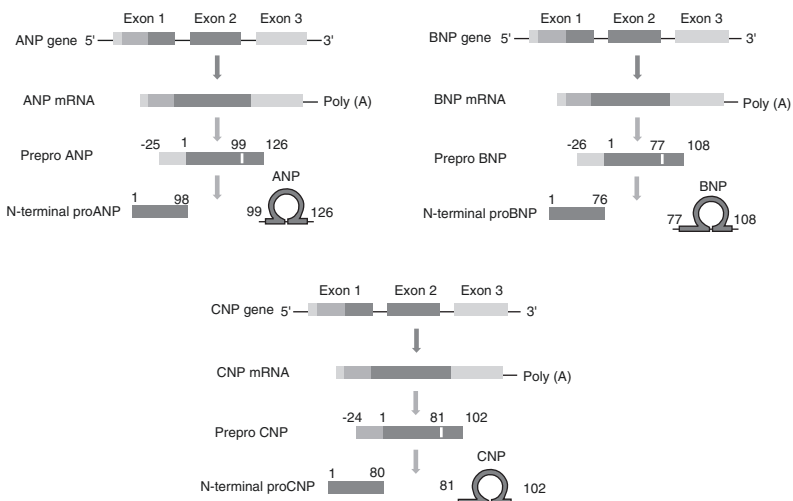 Exon 1 Exon 2 Exon 3
ANP gene 5' 3'
ANP mRNA Poly (A)
Prepro ANP -25 1 99 126
ANP
N-terminal proANP 1 98 99 126
Exon 1 Exon 2 Exon 3
BNP gene 5' 3'
BNP mRNA Poly (A)
Prepro BNP -26 1 77 108
BNP
N-terminal proBNP 1 76 77 108
Exon 1 Exon 2 Exon 3
CNP gene 5' 3'
CNP mRNA Poly (A)
Prepro CNP -24 1 81 102
CNP
N-terminal proCNP 1 80 81 102